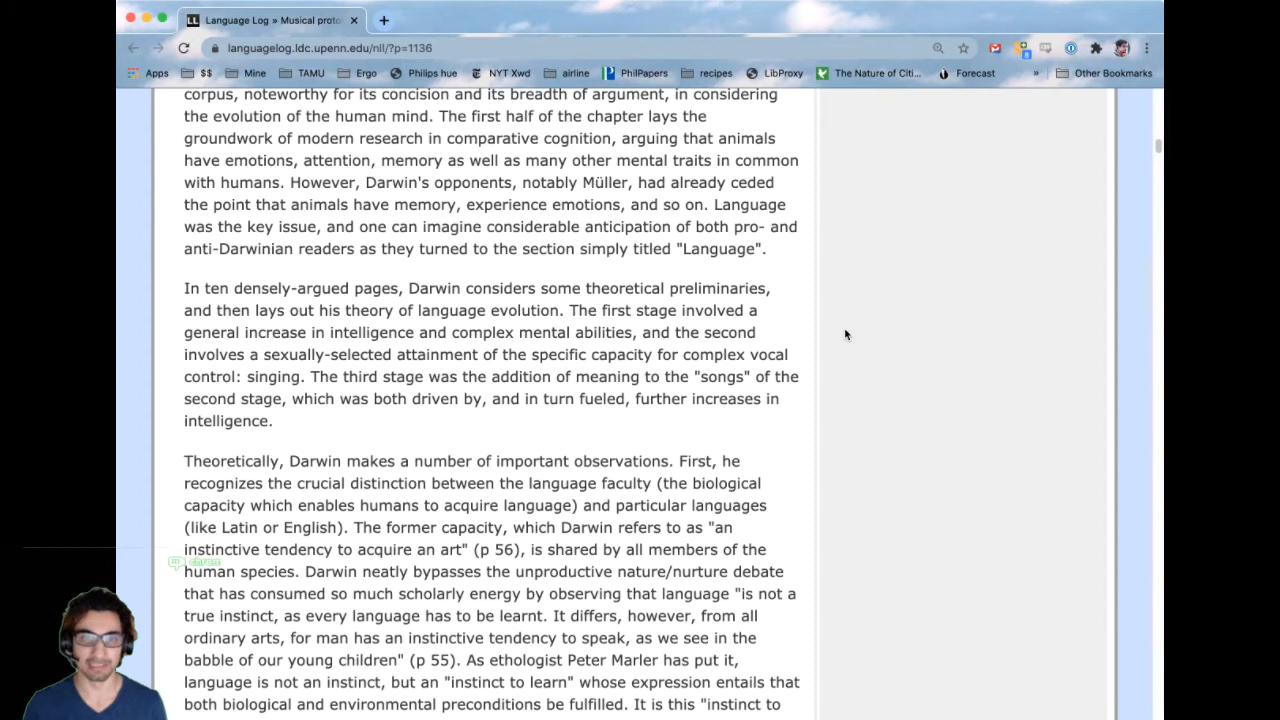 Language Log » Musical proto
languagelog.ldc.upenn.edu/nll/?p=1136
Apps $$ Mine TAMU Ergo Philips hue NYT Xwd airline PhilPapers recipes LibProxy The Nature of Citi... Forecast » Other Bookmarks
corpus, noteworthy for its concision and its breadth of argument, in considering
the evolution of the human mind. The first half of the chapter lays the
groundwork of modern research in comparative cognition, arguing that animals
have emotions, attention, memory as well as many other mental traits in common
with humans. However, Darwin's opponents, notably Müller, had already ceded
the point that animals have memory, experience emotions, and so on. Language
was the key issue, and one can imagine considerable anticipation of both pro- and
anti-Darwinian readers as they turned to the section simply titled "Language".
In ten densely-argued pages, Darwin considers some theoretical preliminaries,
and then lays out his theory of language evolution. The first stage involved a
general increase in intelligence and complex mental abilities, and the second
involves a sexually-selected attainment of the specific capacity for complex vocal
control: singing. The third stage was the addition of meaning to the "songs" of the
second stage, which was both driven by, and in turn fueled, further increases in
intelligence.
Theoretically, Darwin makes a number of important observations. First, he
recognizes the crucial distinction between the language faculty (the biological
capacity which enables humans to acquire language) and particular languages
(like Latin or English). The former capacity, which Darwin refers to as "an
instinctive tendency to acquire an art" (p 56), is shared by all members of the
human species. Darwin neatly bypasses the unproductive nature/nurture debate
that has consumed so much scholarly energy by observing that language "is not a
true instinct, as every language has to be learnt. It differs, however, from all
ordinary arts, for man has an instinctive tendency to speak, as we see in the
babble of our young children" (p 55). As ethologist Peter Marler has put it,
language is not an instinct, but an "instinct to learn" whose expression entails that
both biological and environmental preconditions be fulfilled. It is this "instinct to